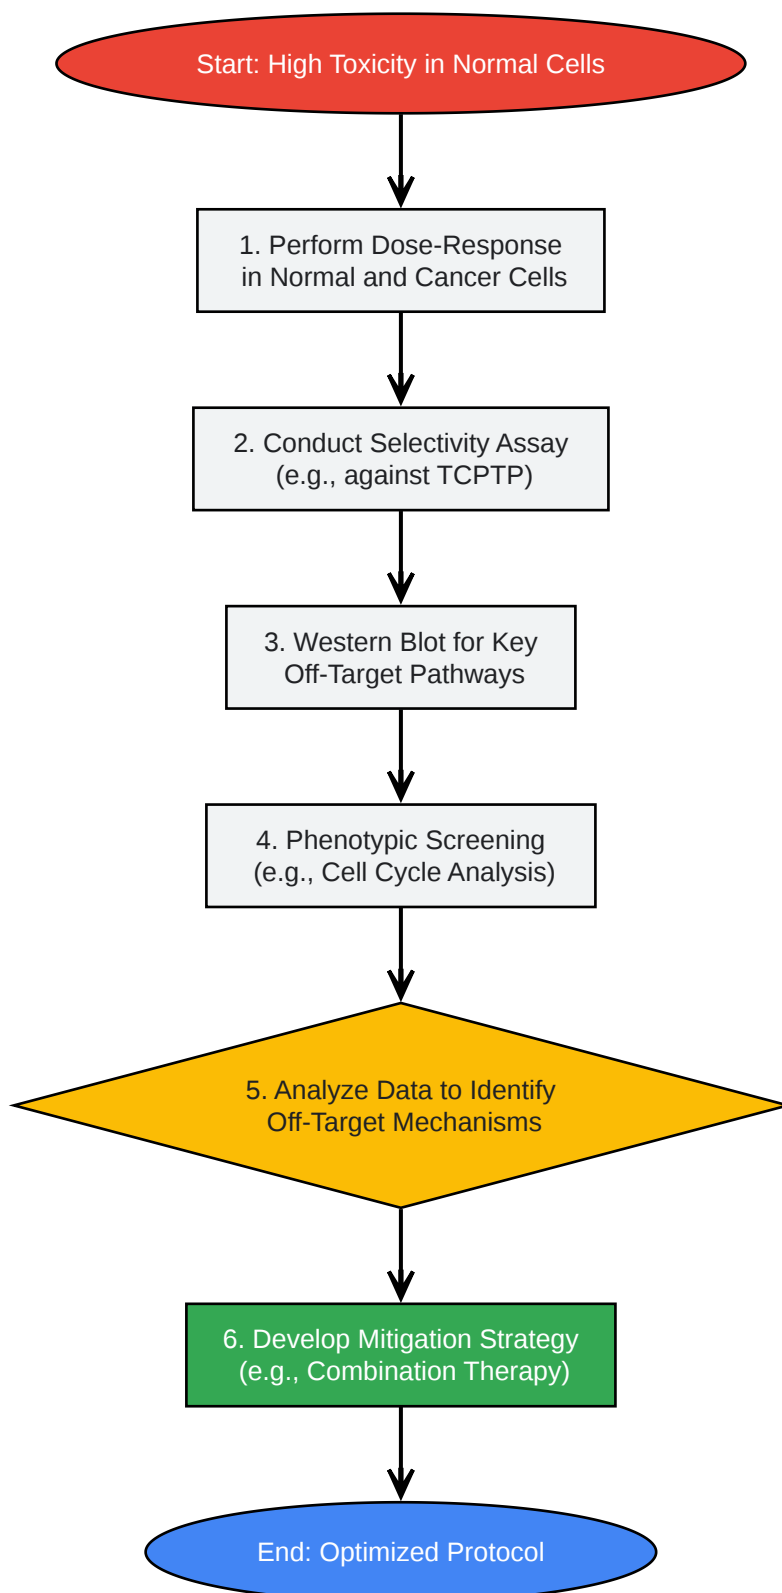 Start: High Toxicity in Normal Cells
1. Perform Dose-Response
in Normal and Cancer Cells
2. Conduct Selectivity Assay
(e.g., against TCPTP)
3. Western Blot for Key
Off-Target Pathways
4. Phenotypic Screening
(e.g., Cell Cycle Analysis)
5. Analyze Data to Identify
Off-Target Mechanisms
6. Develop Mitigation Strategy
(e.g., Combination Therapy)
End: Optimized Protocol